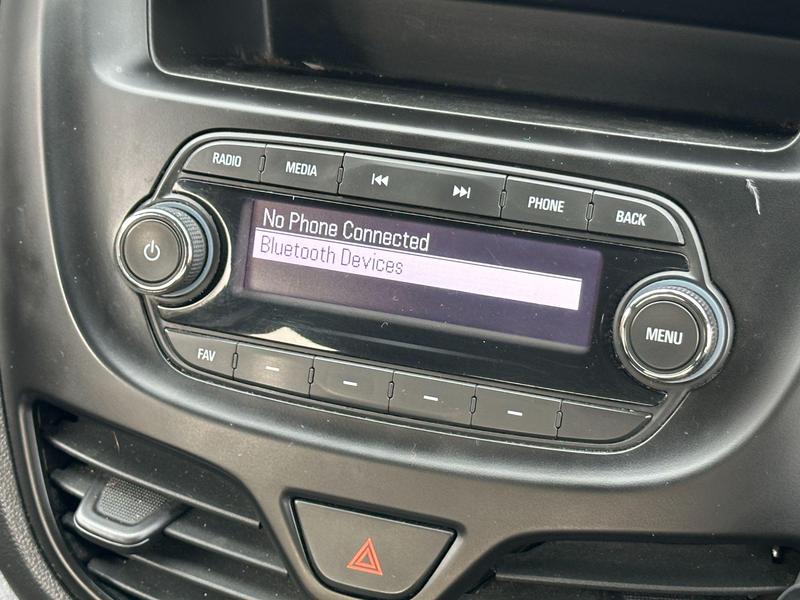 RADIO
MEDIA
PHONE
BACK
No Phone Connected
Bluetooth Devices
MENU
FAV